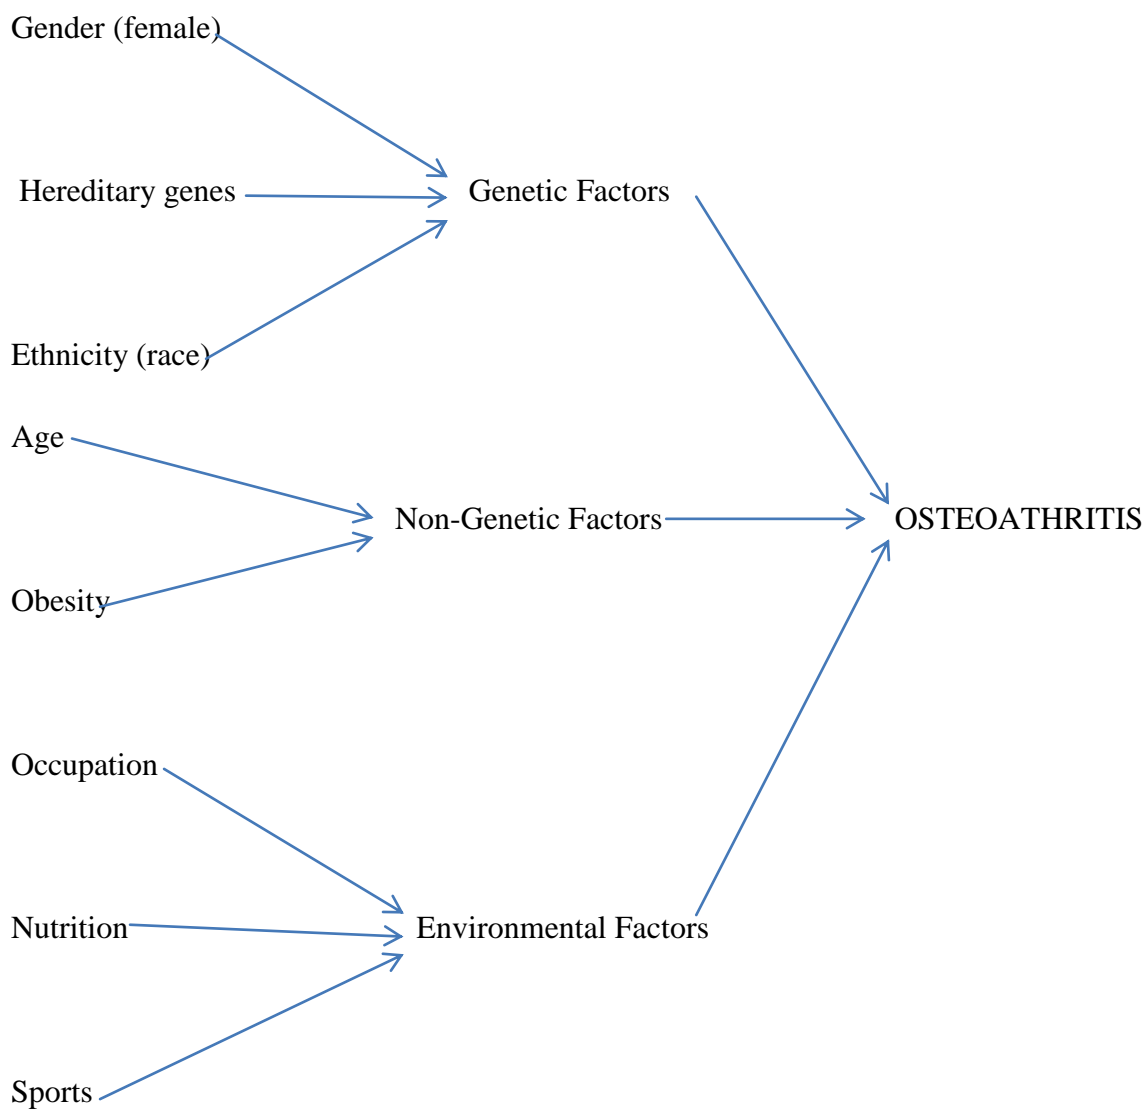 Gender (female)
Hereditary genes
Genetic Factors
Ethnicity (race)
Age
Non-Genetic Factors
OSTEOATHRITIS
Obesity
Occupation
Nutrition
Environmental Factors
Sports